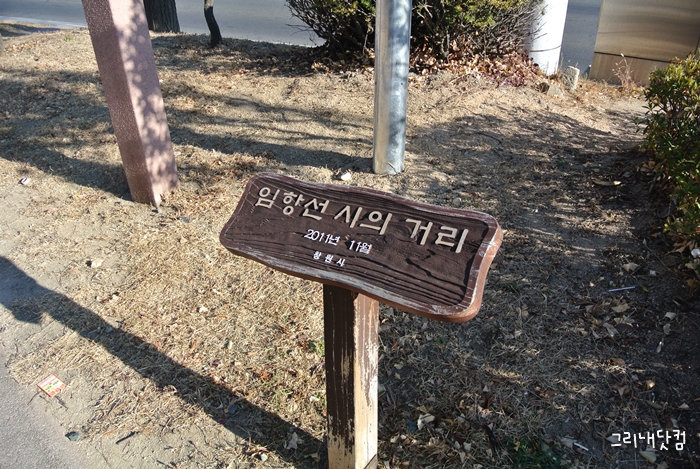 임항선 시의 거리
2011년 11월
창원시
그리내닷컴